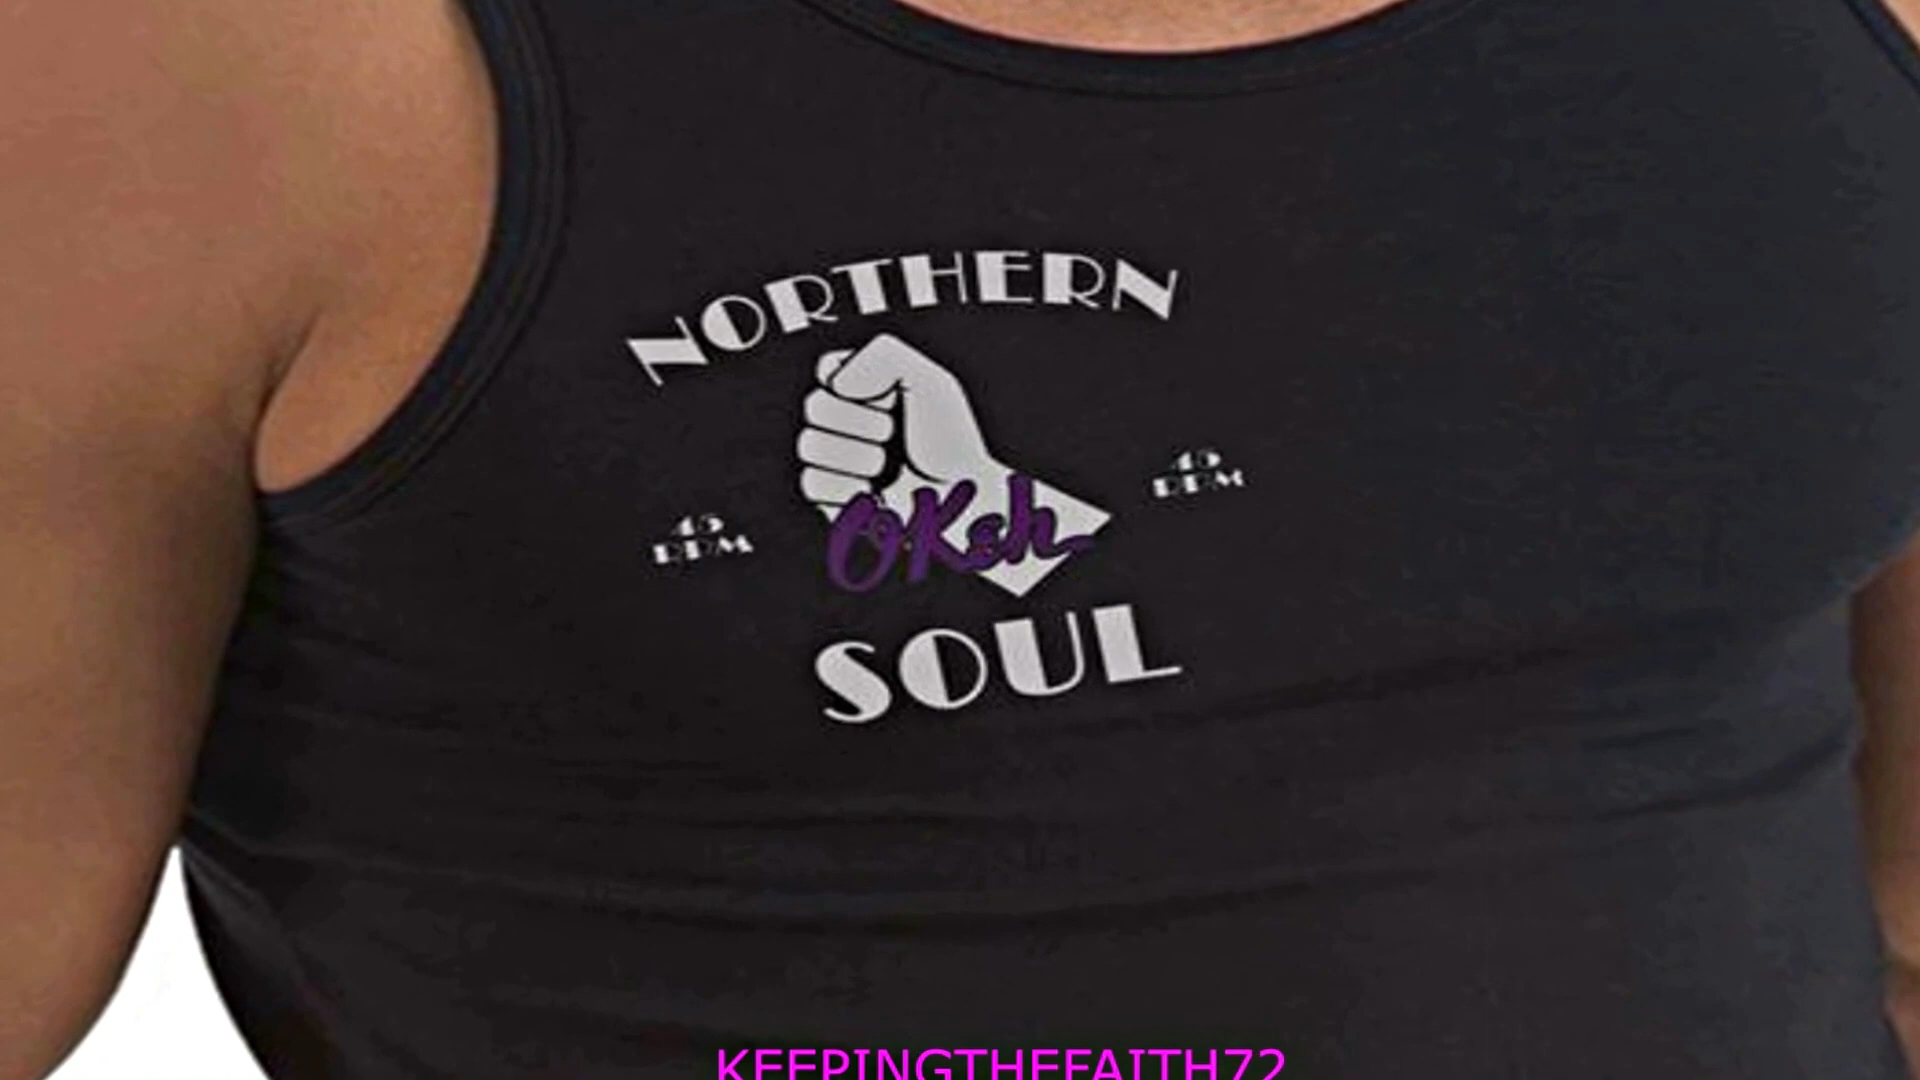 NORTHERN
45
RPM
OKeh
45
RPM
SOUL
KEEPINGTHEFAITH72